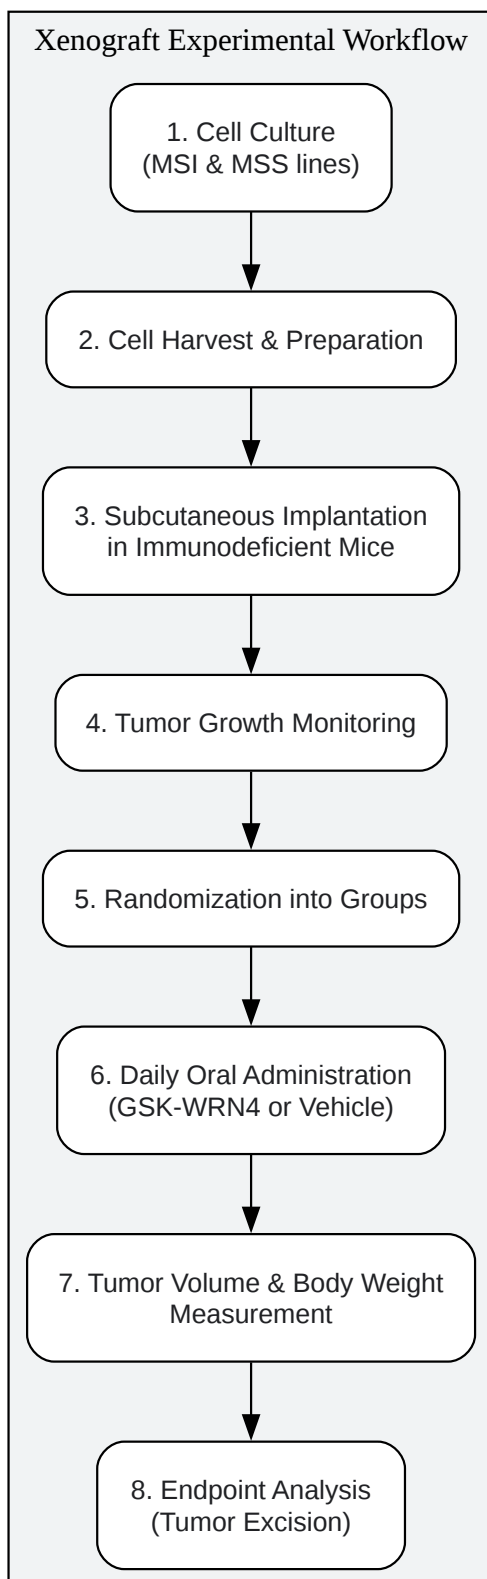 Xenograft Experimental Workflow
1. Cell Culture
(MSI & MSS lines)
2. Cell Harvest & Preparation
3. Subcutaneous Implantation
in Immunodeficient Mice
4. Tumor Growth Monitoring
5. Randomization into Groups
6. Daily Oral Administration
(GSK-WRN4 or Vehicle)
7. Tumor Volume & Body Weight
Measurement
8. Endpoint Analysis
(Tumor Excision)